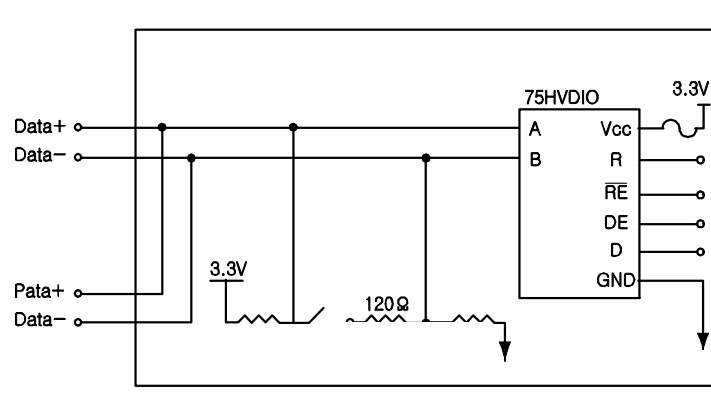 3.3V
75HVDIO
Data+
A
Vcc
Data−
B
R
RE
DE
D
3.3V
GND
Pata+
120Ω
Data−